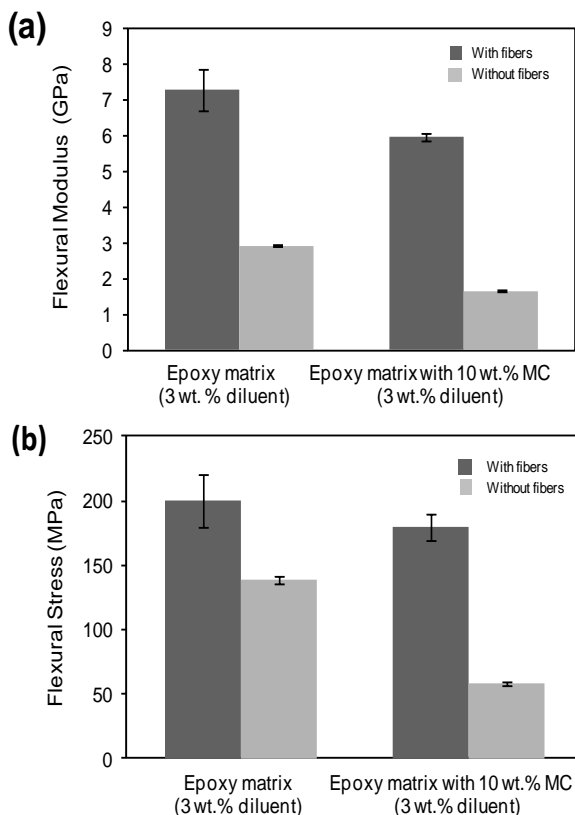 (a)
Flexural Modulus (GPa)
9
8
7
6
5
4
3
2
1
0
With fibers
Without fibers
Epoxy matrix
(3 wt. % diluent)
Epoxy matrix with 10 wt.% MC
(3 wt.% diluent)
(b)
Flexural Stress (MPa)
250
200
150
100
50
0
With fibers
Without fibers
Epoxy matrix
(3 wt.% diluent)
Epoxy matrix with 10 wt.% MC
(3 wt.% diluent)